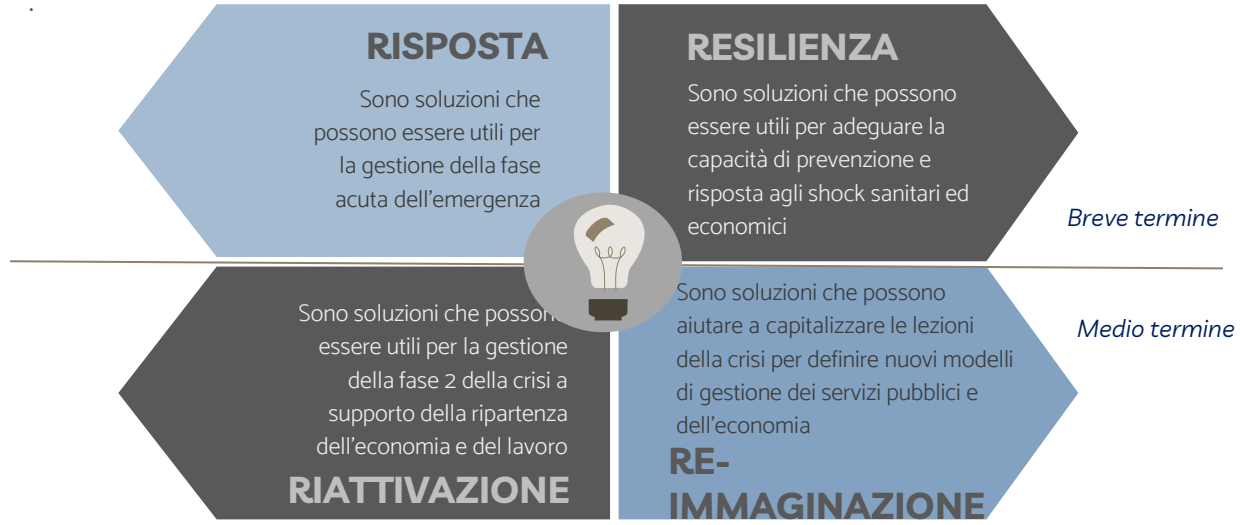 .
RISPOSTA
Sono soluzioni che
possono essere utili per
la gestione della fase
acuta dell'emergenza
RESILIENZA
Sono soluzioni che possono
essere utili per adeguare la
capacità di prevenzione e
risposta agli shock sanitari ed
economici
Breve termine
Sono soluzioni che possono
essere utili per la gestione
della fase 2 della crisi a
supporto della ripartenza
dell'economia e del lavoro
RIATTIVAZIONE
Sono soluzioni che possono
aiutare a capitalizzare le lezioni
della crisi per definire nuovi modelli
di gestione dei servizi pubblici e
dell'economia
RE-
IMMAGINAZIONE
Medio termine